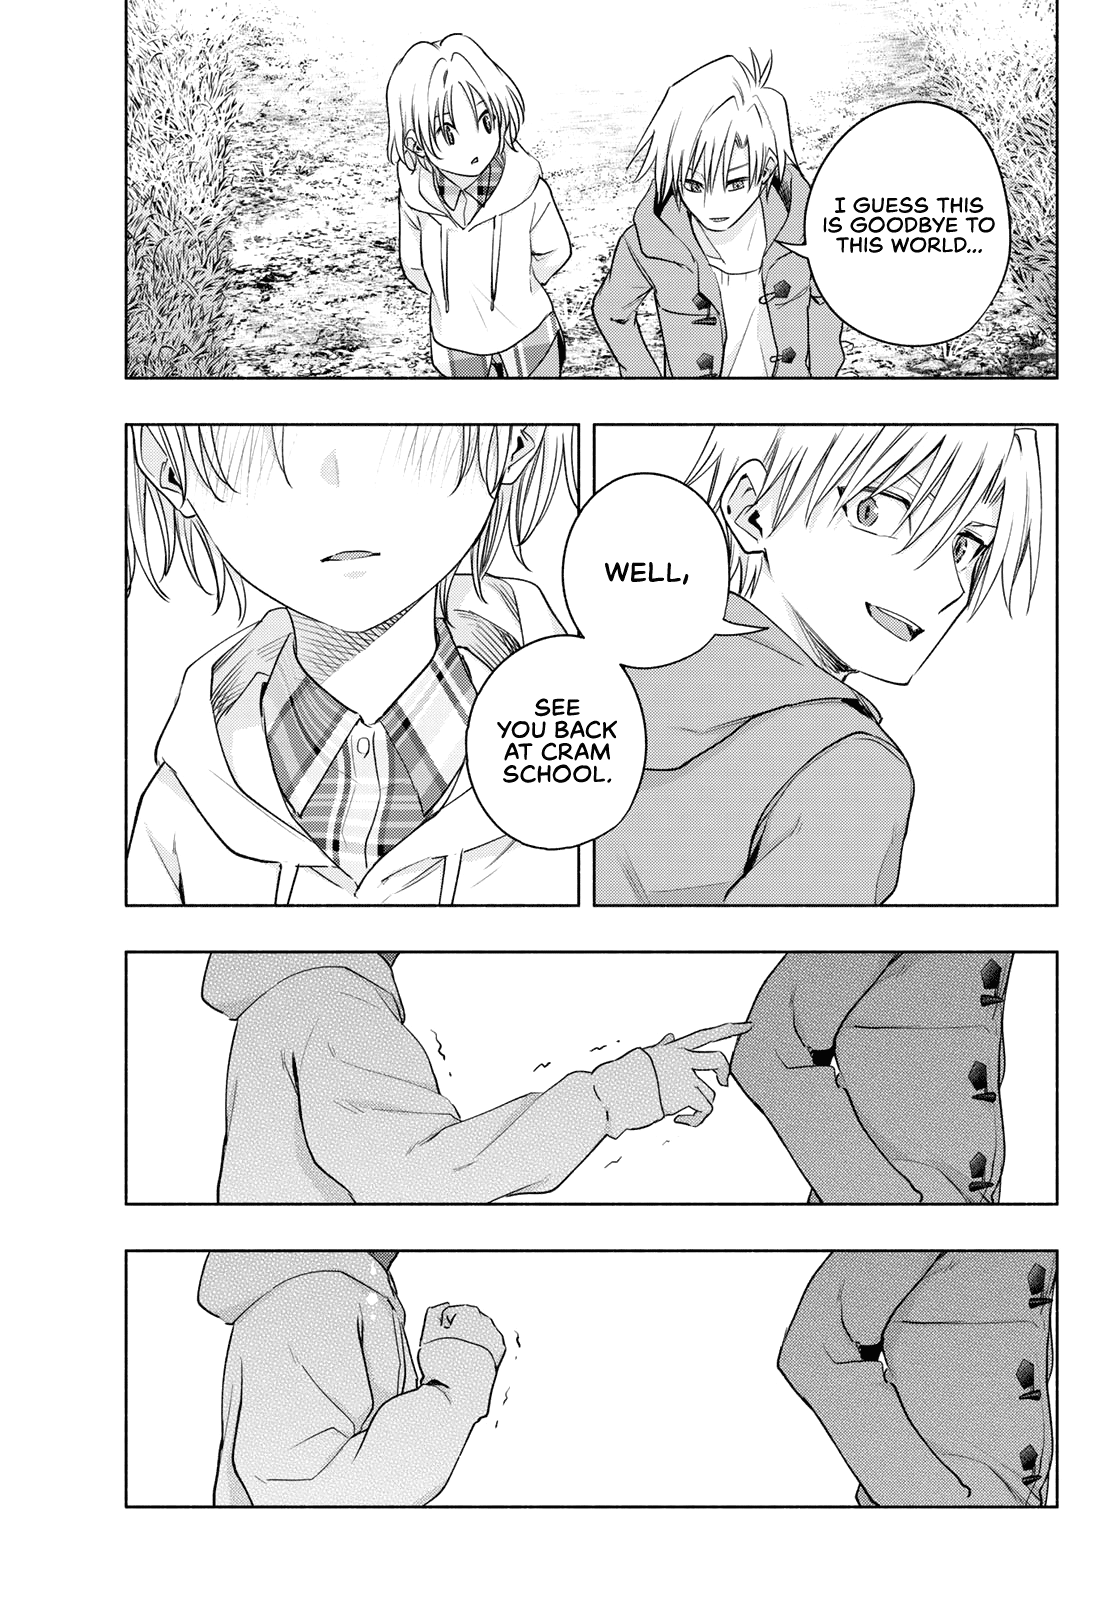 I GUESS THIS
IS GOODBYE TO
THIS WORLD...
WELL,
SEE
YOU BACK
AT CRAM
SCHOOL.